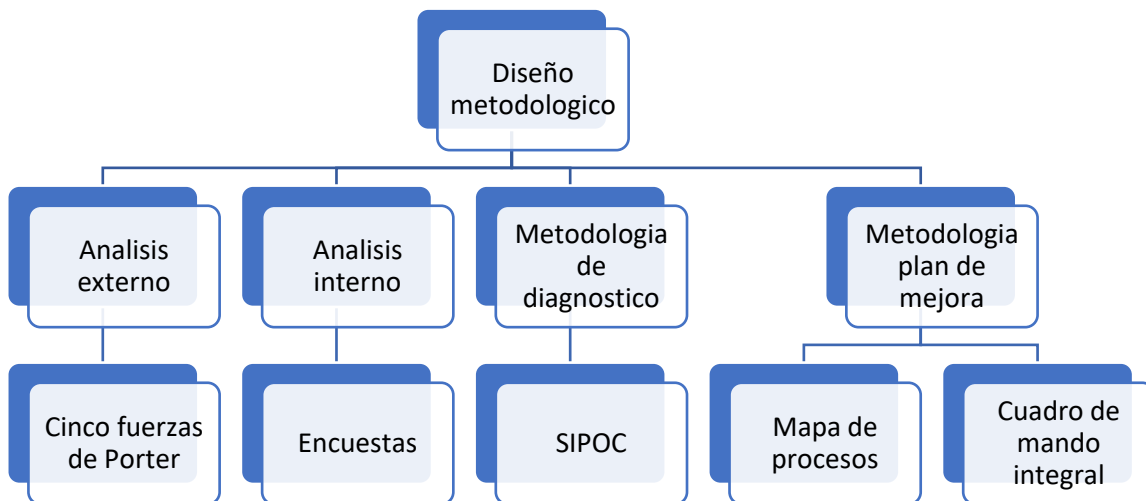 Diseño
metodologico
Analisis
externo
Analisis
interno
Metodologia
de
diagnostico
Metodologia
plan de
mejora
Cinco fuerzas
de Porter
Encuestas
SIPOC
Mapa de
procesos
Cuadro de
mando
integral